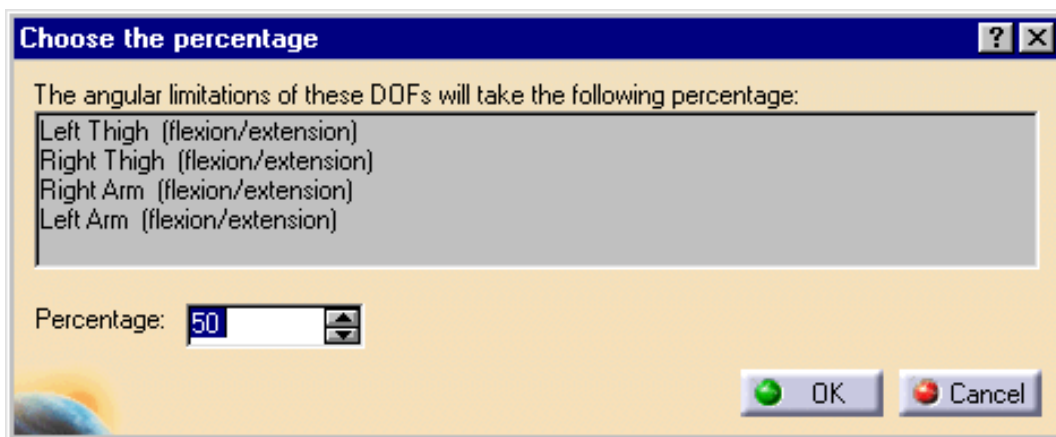 Choose the percentage
The angular limitations of these DOFs will take the following percentage:
Left Thigh (flexion/extension)
Right Thigh (flexion/extension)
Right Arm (flexion/extension)
Left Arm (flexion/extension)
Percentage: 50
OK Cancel